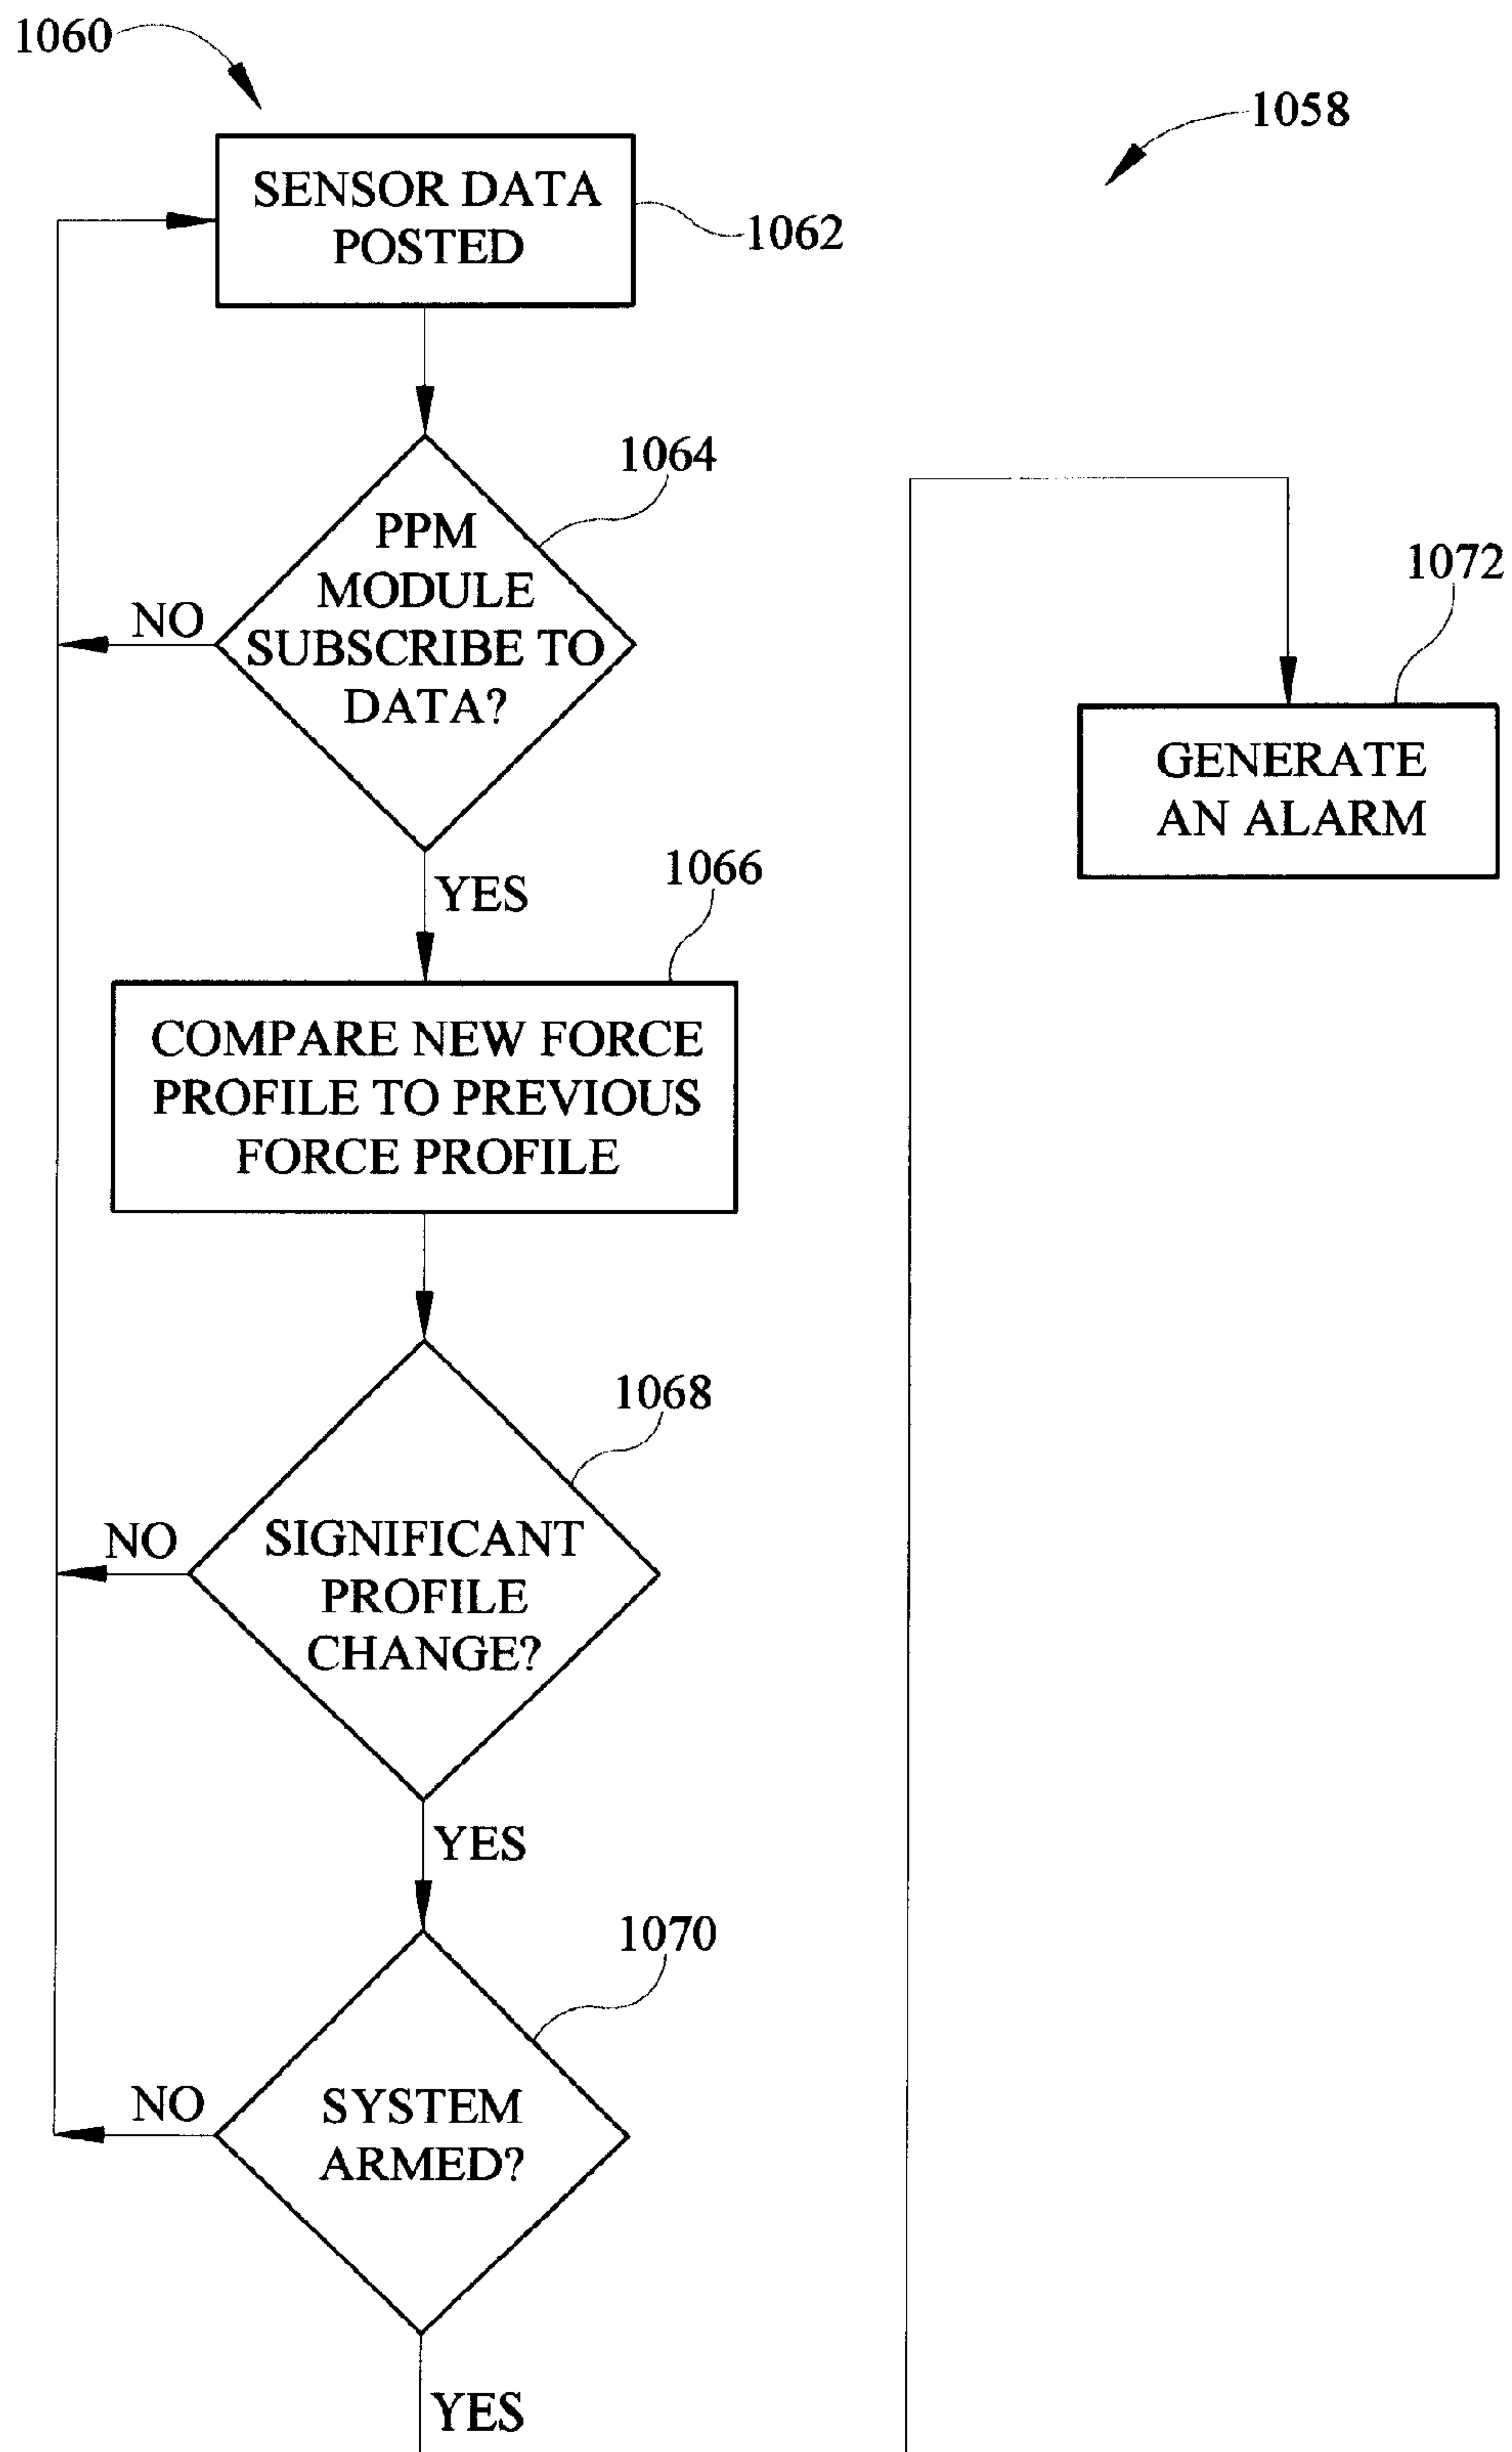 1060
1058
SENSOR DATA
POSTED
1062
1064
PPM
MODULE
SUBSCRIBE TO
DATA?
NO
YES
1066
COMPARE NEW FORCE
PROFILE TO PREVIOUS
FORCE PROFILE
1068
SIGNIFICANT
PROFILE
CHANGE?
NO
YES
1070
SYSTEM
ARMED?
NO
YES
1072
GENERATE
AN ALARM